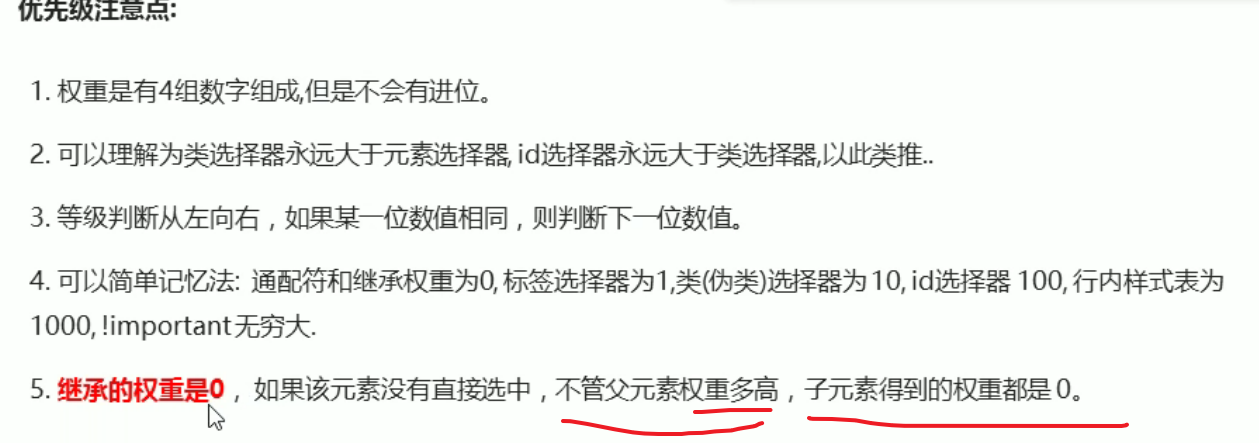 优先级注意点:
1. 权重是有4组数字组成,但是不会有进位。
2. 可以理解为类选择器永远大于元素选择器, id选择器永远大于类选择器,以此类推..
3. 等级判断从左向右，如果某一位数值相同，则判断下一位数值。
4. 可以简单记忆法: 通配符和继承权重为0, 标签选择器为1,类(伪类)选择器为 10, id选择器 100, 行内样式表为
1000, !important 无穷大.
5. 继承的权重是0， 如果该元素没有直接选中，不管父元素权重多高，子元素得到的权重都是 0。